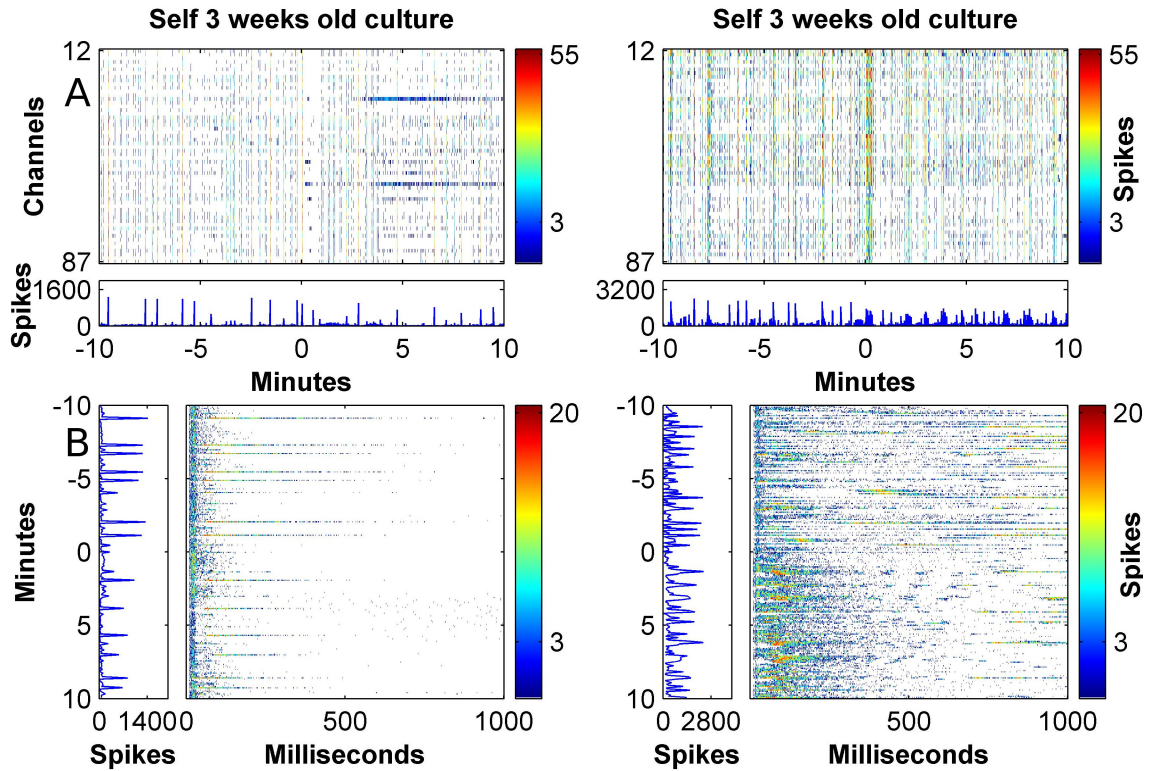 Self 3 weeks old culture
Self 3 weeks old culture
A
12
Channels
87
55
3
12
87
55
Spikes
3
Spikes
1600
0
-10 -5 0 5 10
Minutes
3200
0
-10 -5 0 5 10
Minutes
B
-10
-5
0
5
10
Minutes
0 14000
Spikes
500 1000
Milliseconds
20
3
-10
-5
0
5
10
0 2800
Spikes
500 1000
Milliseconds
20
Spikes
3